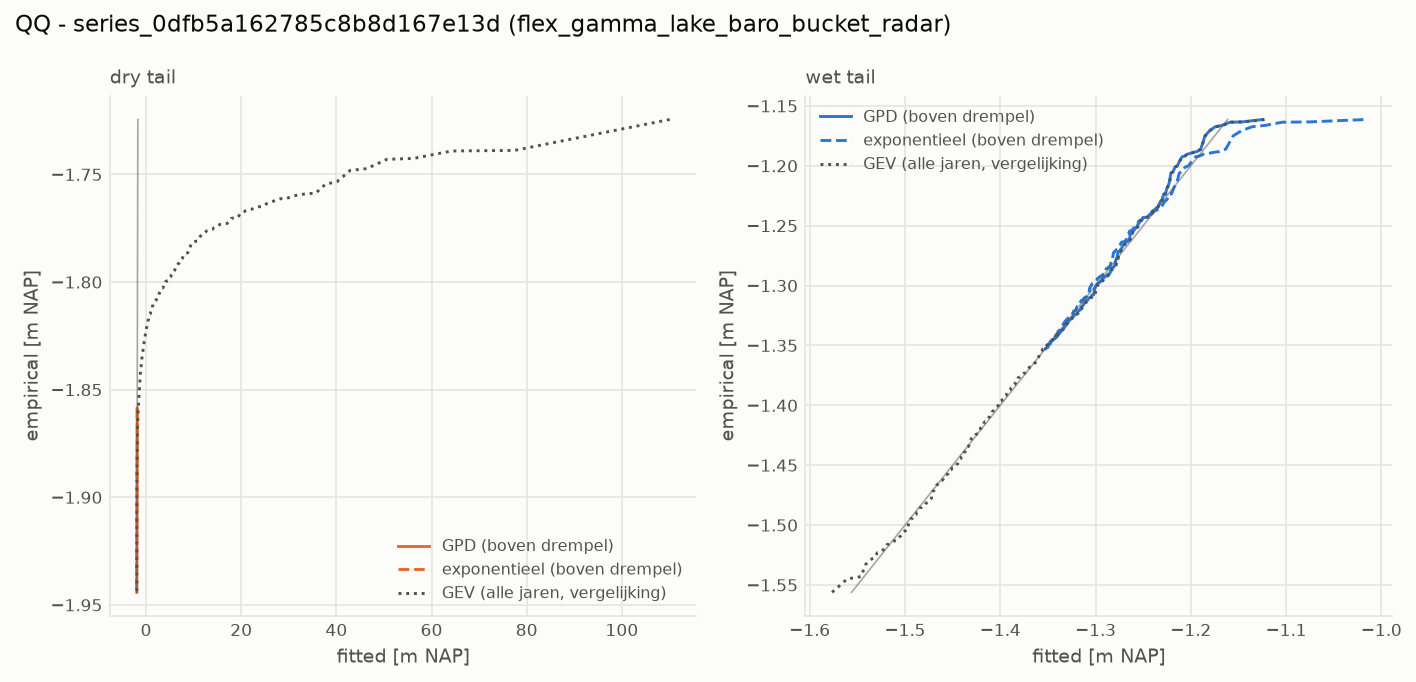 QQ - series_0dfb5a162785c8b8d167e13d (flex_gamma_lake_baro_bucket_radar)
dry tail
empirical [m NAP]
−1.75
−1.80
−1.85
−1.90
−1.95
0
20
40
60
80
100
fitted [m NAP]
GPD (boven drempel)
exponentieel (boven drempel)
GEV (alle jaren, vergelijking)
wet tail
empirical [m NAP]
−1.15
−1.20
−1.25
−1.30
−1.35
−1.40
−1.45
−1.50
−1.55
−1.6
−1.5
−1.4
−1.3
−1.2
−1.1
−1.0
fitted [m NAP]
GPD (boven drempel)
exponentieel (boven drempel)
GEV (alle jaren, vergelijking)